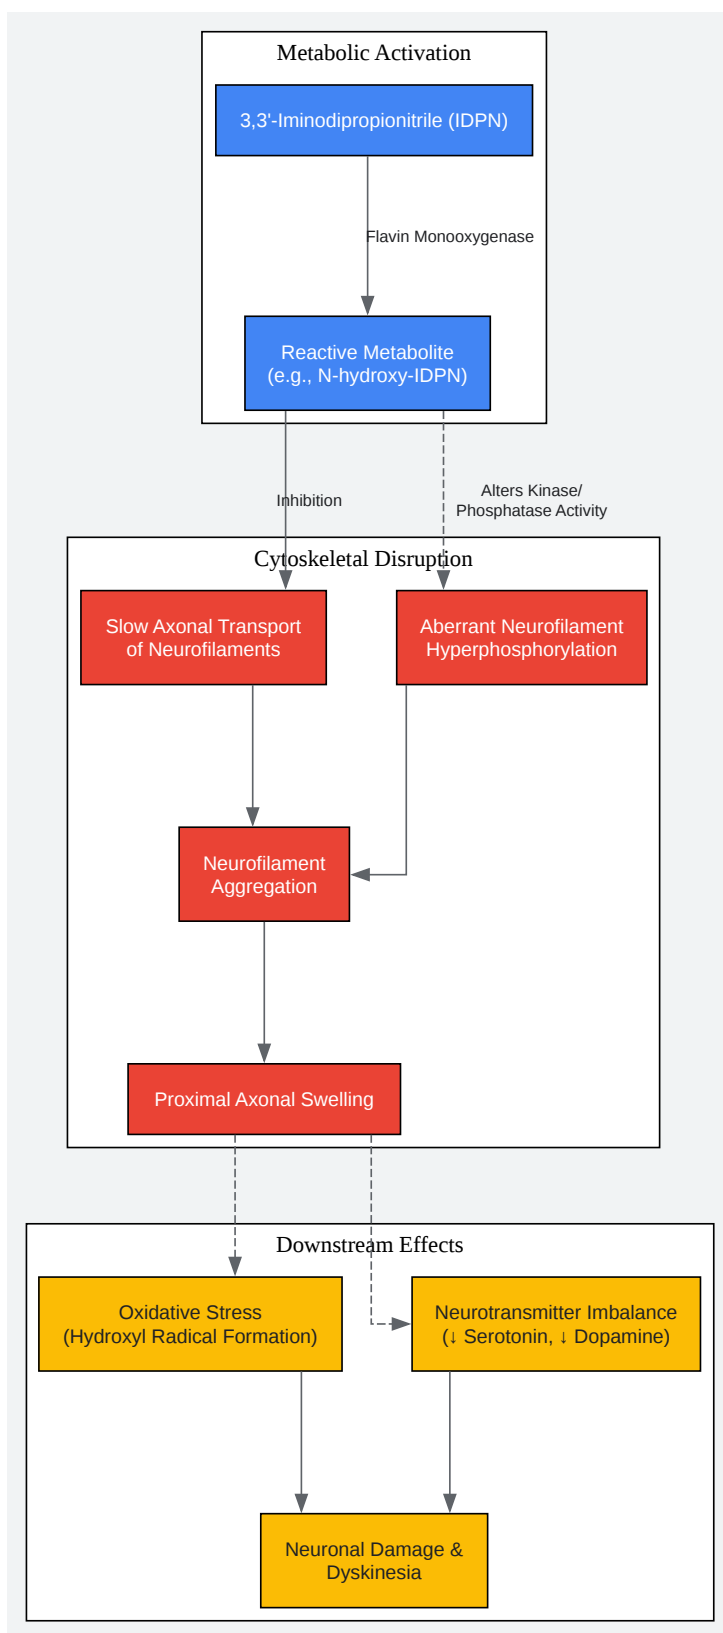 Metabolic Activation
3,3'-Iminodipropionitrile (IDPN)
Flavin Monooxygenase
Reactive Metabolite
(e.g., N-hydroxy-IDPN)
Inhibition
Alters Kinase/
Phosphatase Activity
Cytoskeletal Disruption
Slow Axonal Transport
of Neurofilaments
Aberrant Neurofilament
Hyperphosphorylation
Neurofilament
Aggregation
Proximal Axonal Swelling
Downstream Effects
Oxidative Stress
(Hydroxyl Radical Formation)
Neurotransmitter Imbalance
(↓ Serotonin, ↓ Dopamine)
Neuronal Damage &
Dyskinesia